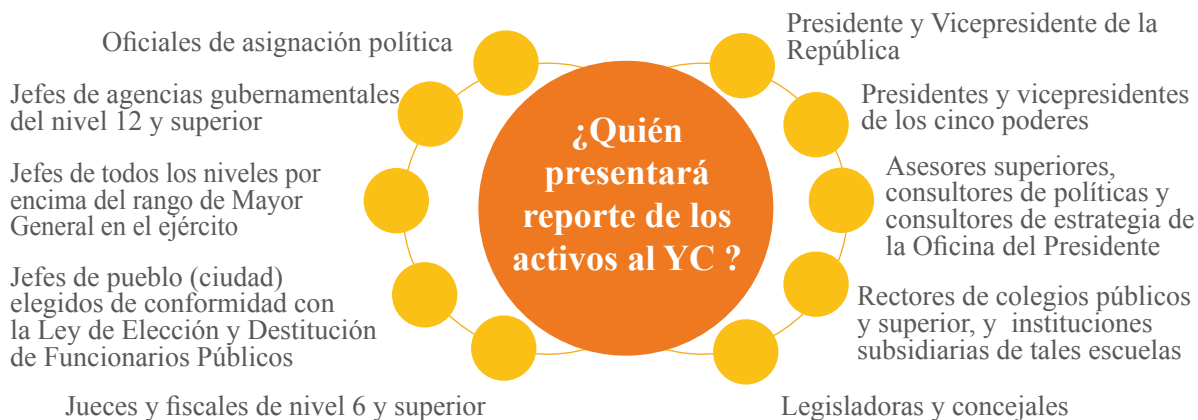 ¿Quién
presentará
reporte de los
activos al YC ?
Presidente y Vicepresidente de la
República
Presidentes y vicepresidentes
de los cinco poderes
Asesores superiores,
consultores de políticas y
consultores de estrategia de
la Oficina del Presidente
Rectores de colegios públicos
y superior, y instituciones
subsidiarias de tales escuelas
Legisladoras y concejales
Oficiales de asignación política
Jefes de agencias gubernamentales
del nivel 12 y superior
Jefes de todos los niveles por
encima del rango de Mayor
General en el ejército
Jefes de pueblo (ciudad)
elegidos de conformidad con
la Ley de Elección y Destitución
de Funcionarios Públicos
Jueces y fiscales de nivel 6 y superior